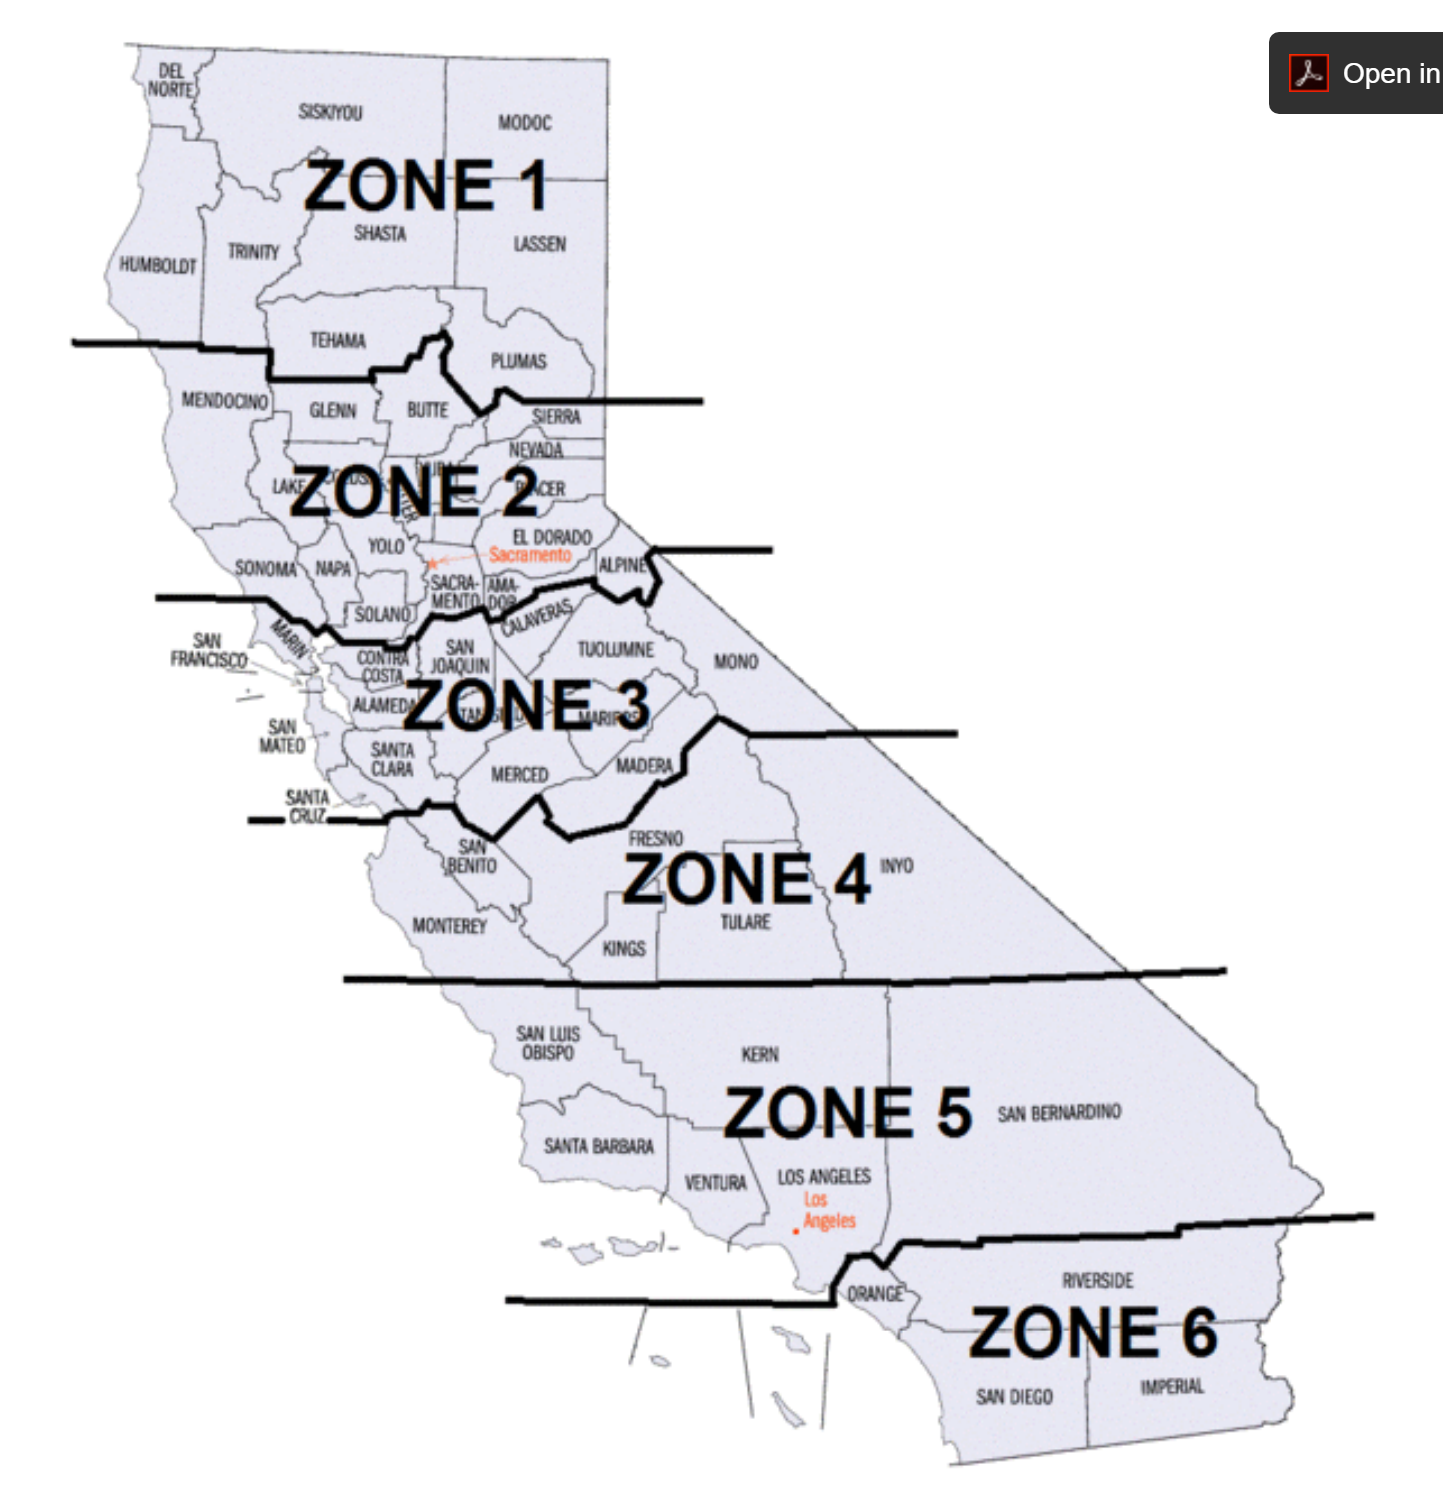 Open in
DEL
NORTE
SISKIYOU
MODOC
ZONE 1
SHASTA
LASSEN
TRINITY
HUMBOLDT
TEHAMA
PLUMAS
MENDOCINO
GLENN
BUTTE
SIERRA
NEVADA
LAKE
ZONE 2
EL DORADO
YOLO
Sacramento
SONOMA
NAPA
ALPINE
SACRA-
MENTO
AMA-
DOR
SOLANO
CALAVERAS
MARIN
SAN
FRANCISCO
CONTRA
COSTA
SAN
JOAQUIN
TUOLUMNE
MONO
ALAMEDA
ZONE 3
SAN
MATEO
SANTA
CLARA
MERCED
MADERA
SANTA
CRUZ
FRESNO
SAN
BENITO
ZONE 4
INYO
MONTEREY
TULARE
KINGS
SAN LUIS
OBISPO
KERN
ZONE 5
SAN BERNARDINO
SANTA BARBARA
VENTURA
LOS ANGELES
Los
Angeles
ORANGE
RIVERSIDE
ZONE 6
SAN DIEGO
IMPERIAL